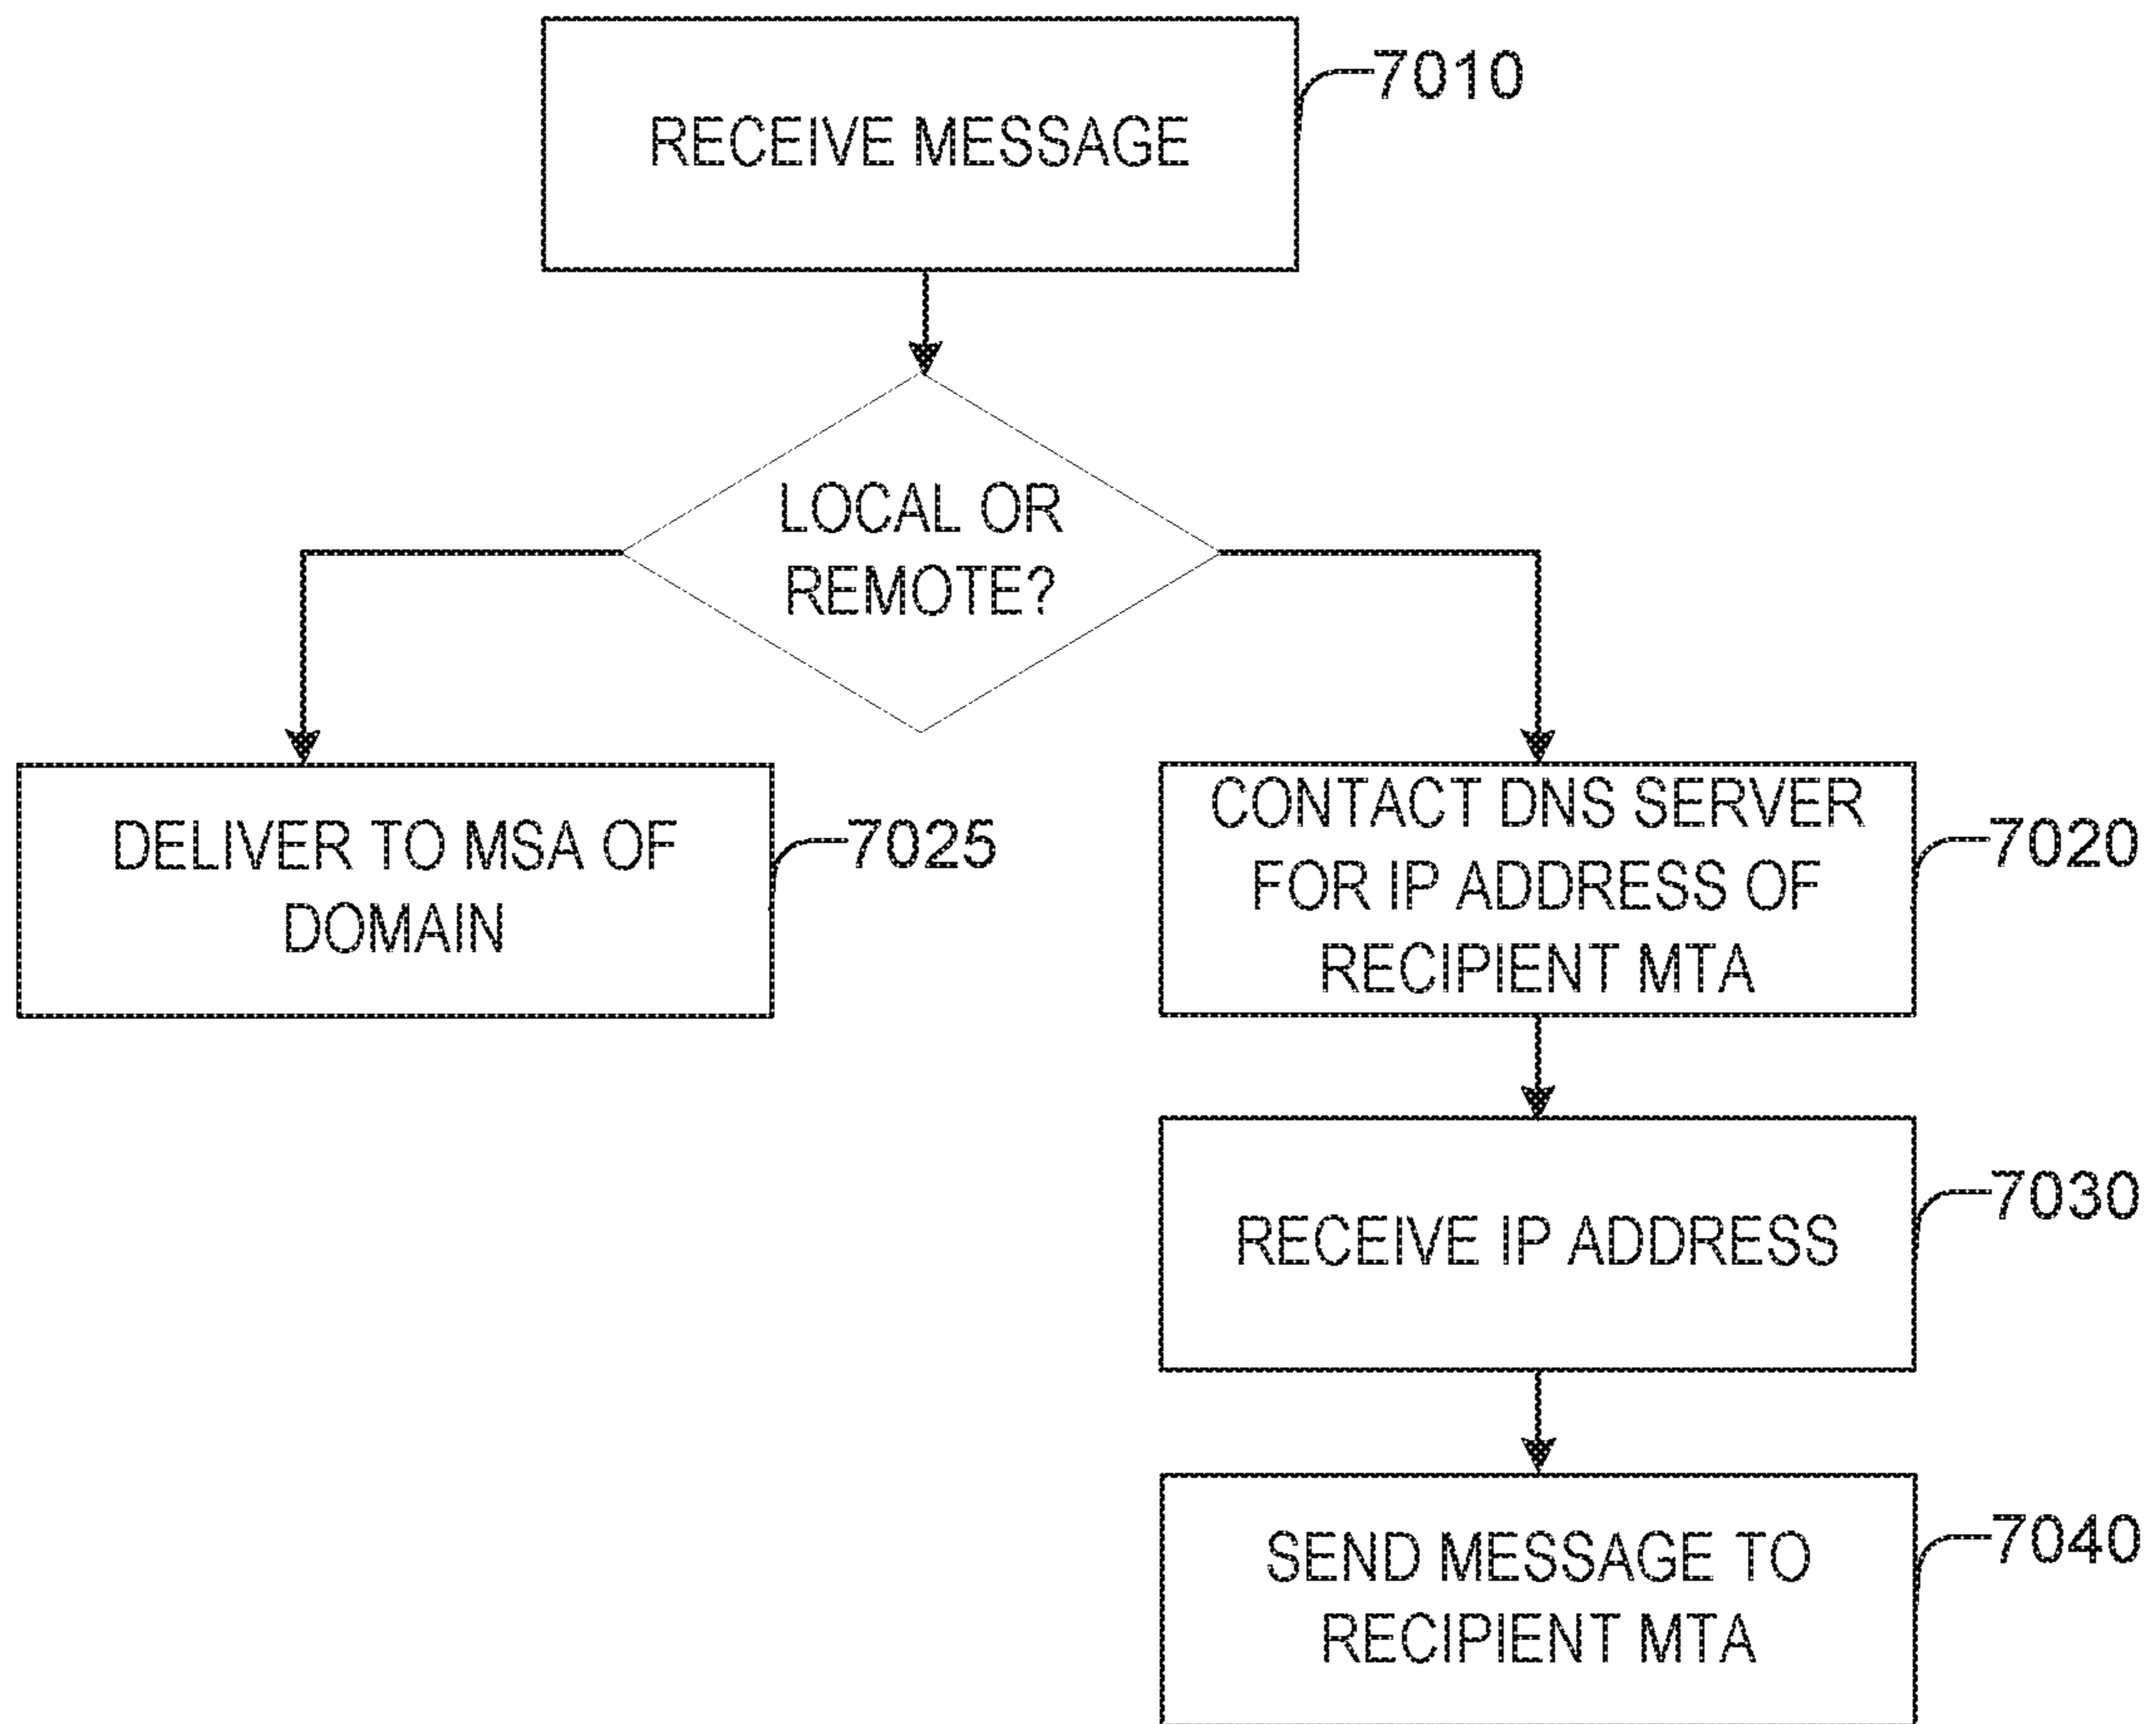 RECEIVE MESSAGE
7010
LOCAL OR
REMOTE?
DELIVER TO MSA OF
DOMAIN
7025
CONTACT DNS SERVER
FOR IP ADDRESS OF
RECIPIENT MTA
7020
RECEIVE IP ADDRESS
7030
SEND MESSAGE TO
RECIPIENT MTA
7040